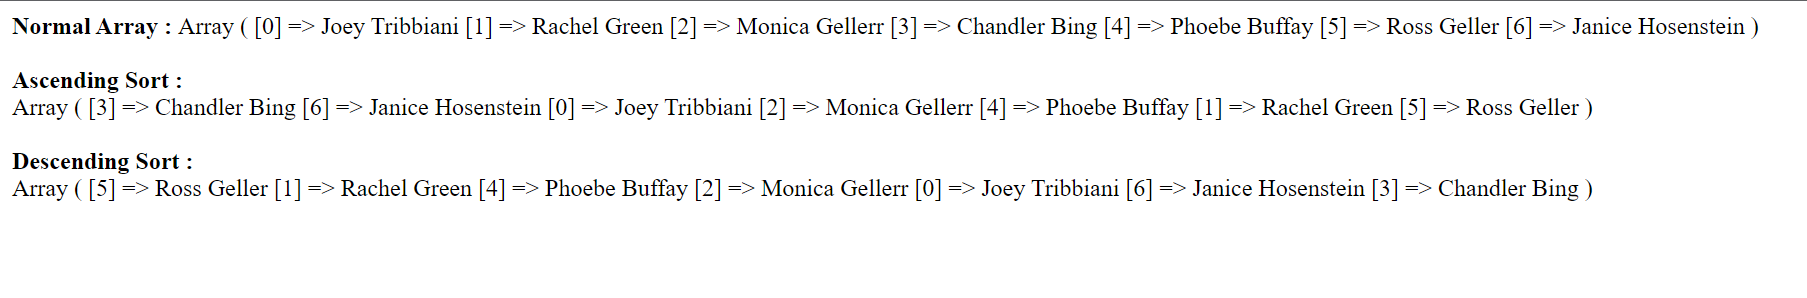 Normal Array : Array ( [0] => Joey Tribbiani [1] => Rachel Green [2] => Monica Gellerr [3] => Chandler Bing [4] => Phoebe Buffay [5] => Ross Geller [6] => Janice Hosenstein )
Ascending Sort :
Array ( [3] => Chandler Bing [6] => Janice Hosenstein [0] => Joey Tribbiani [2] => Monica Gellerr [4] => Phoebe Buffay [1] => Rachel Green [5] => Ross Geller )
Descending Sort :
Array ( [5] => Ross Geller [1] => Rachel Green [4] => Phoebe Buffay [2] => Monica Gellerr [0] => Joey Tribbiani [6] => Janice Hosenstein [3] => Chandler Bing )